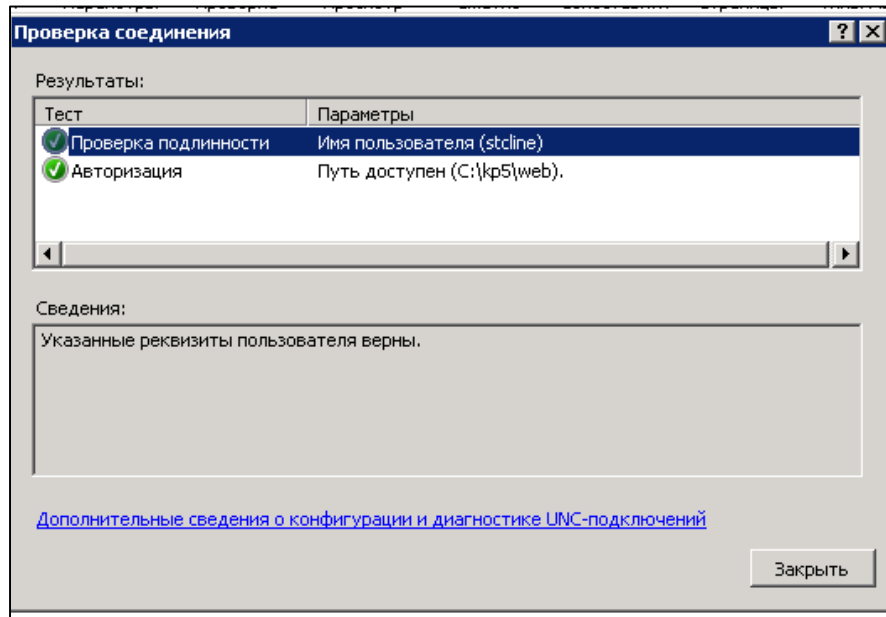 Проверка соединения
Результаты:
Тест Параметры
Проверка подлинности Имя пользователя (stcline)
Авторизация Путь доступен (C:\kp5\web).
Сведения:
Указанные реквизиты пользователя верны.
Дополнительные сведения о конфигурации и диагностике UNC-подключений
Закрыть